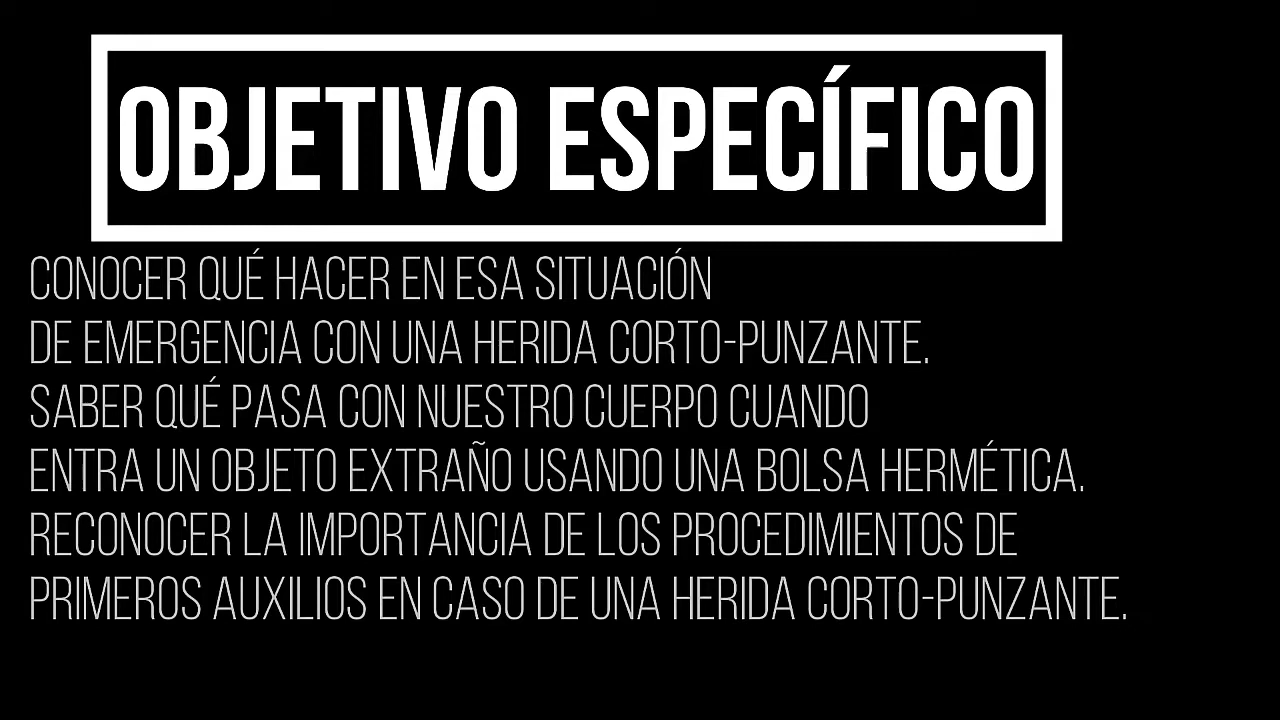 OBJETIVO ESPECÍFICO
CONOCER QUÉ HACER EN ESA SITUACIÓN
DE EMERGENCIA CON UNA HERIDA CORTO-PUNZANTE.
SABER QUÉ PASA CON NUESTRO CUERPO CUANDO
ENTRA UN OBJETO EXTRAÑO USANDO UNA BOLSA HERMÉTICA.
RECONOCER LA IMPORTANCIA DE LOS PROCEDIMIENTOS DE
PRIMEROS AUXILIOS EN CASO DE UNA HERIDA CORTO-PUNZANTE.